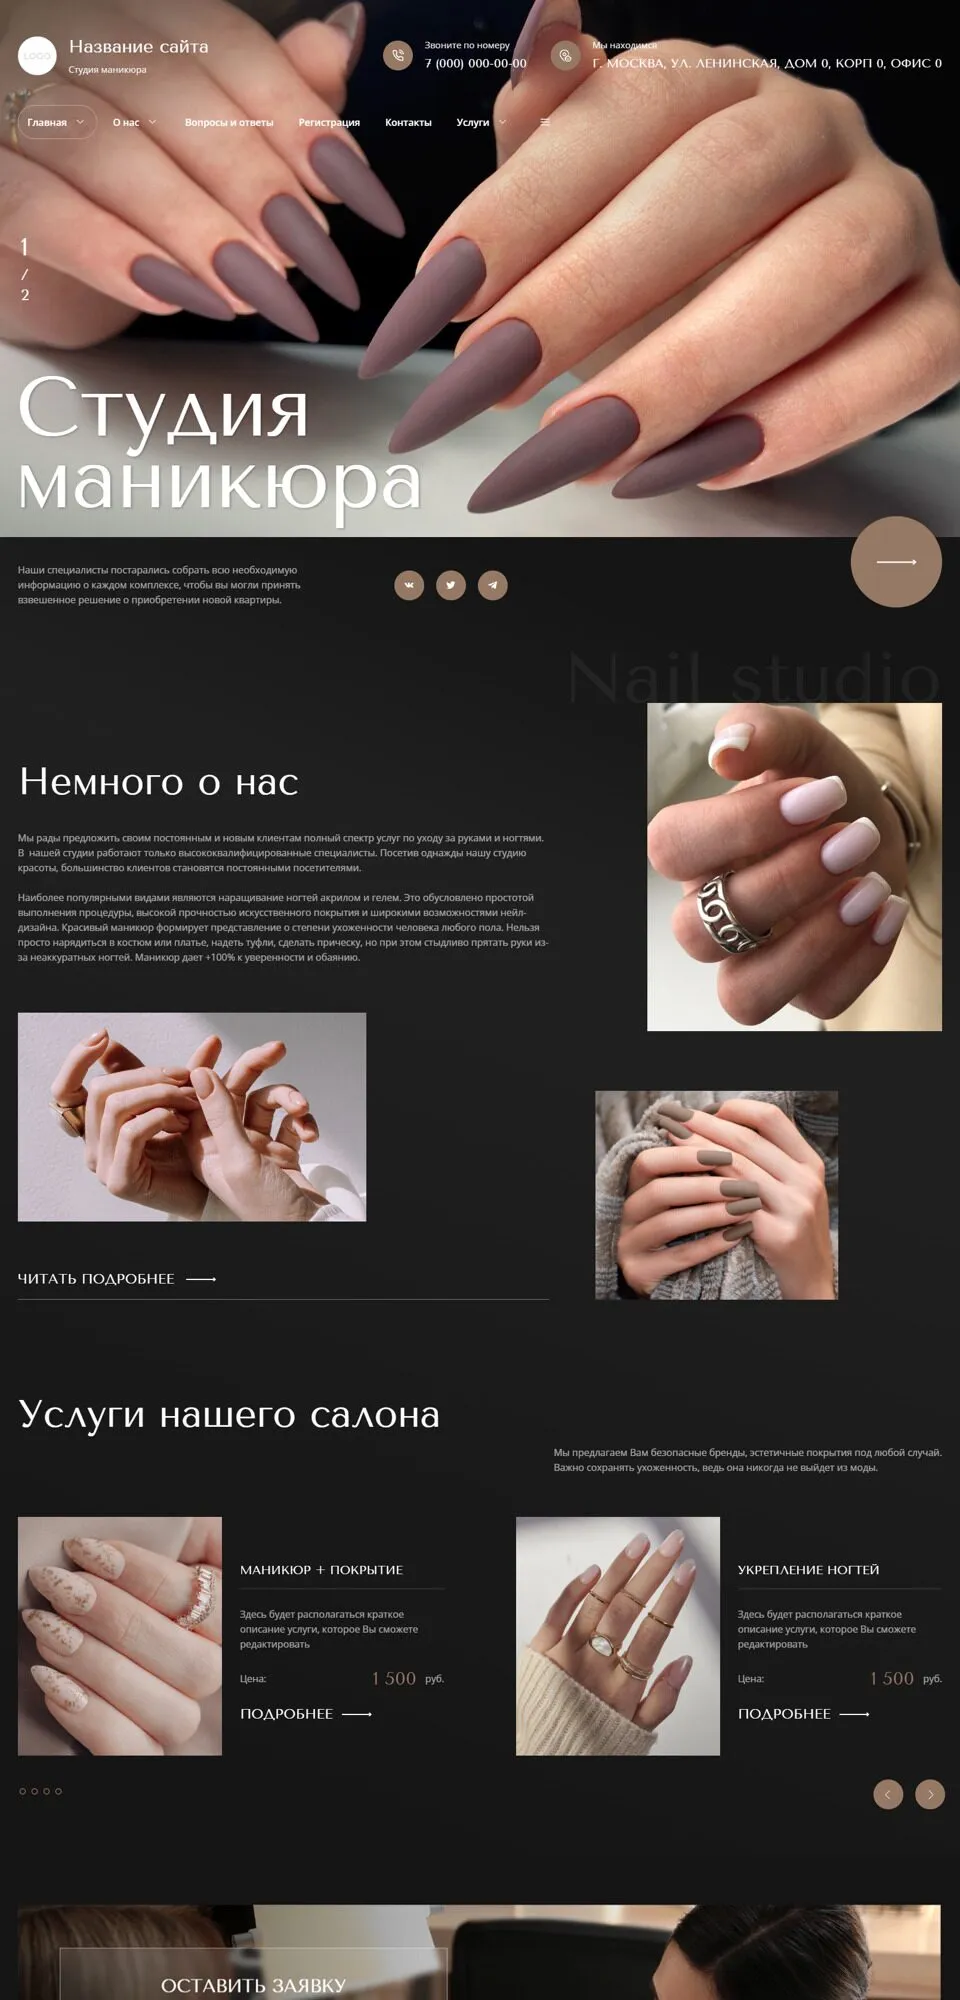 LOGO
Название сайта
Студия маникюра
Звоните по номеру
7 (000) 000-00-00
Мы находимся
Г. МОСКВА, УЛ. ЛЕНИНСКАЯ, ДОМ 0, КОРП 0, ОФИС 0
Главная
О нас
Вопросы и ответы
Регистрация
Контакты
Услуги
1
/
2
Студия
маникюра
Наши специалисты постарались собрать всю необходимую
информацию о каждом комплексе, чтобы вы могли принять
взвешенное решение о приобретении новой квартиры.
Nail studio
Немного о нас
Мы рады предложить своим постоянным и новым клиентам полный спектр услуг по уходу за руками и ногтями.
В нашей студии работают только высококвалифицированные специалисты. Посетив однажды нашу студию
красоты, большинство клиентов становятся постоянными посетителями.
Наиболее популярными видами являются наращивание ногтей акрилом и гелем. Это обусловлено простотой
выполнения процедуры, высокой прочностью искусственного покрытия и широкими возможностями нейл-
дизайна. Красивый маникюр формирует представление о степени ухоженности человека любого пола. Нельзя
просто нарядиться в костюм или платье, надеть туфли, сделать прическу, но при этом стыдливо прятать руки из-
за неаккуратных ногтей. Маникюр дает +100% к уверенности и обаянию.
ЧИТАТЬ ПОДРОБНЕЕ
Услуги нашего салона
Мы предлагаем Вам безопасные бренды, эстетичные покрытия под любой случай.
Важно сохранять ухоженность, ведь она никогда не выйдет из моды.
МАНИКЮР + ПОКРЫТИЕ
Здесь будет располагаться краткое
описание услуги, которое Вы сможете
редактировать
Цена: 1 500 руб.
ПОДРОБНЕЕ
УКРЕПЛЕНИЕ НОГТЕЙ
Здесь будет располагаться краткое
описание услуги, которое Вы сможете
редактировать
Цена: 1 500 руб.
ПОДРОБНЕЕ
ОСТАВИТЬ ЗАЯВКУ